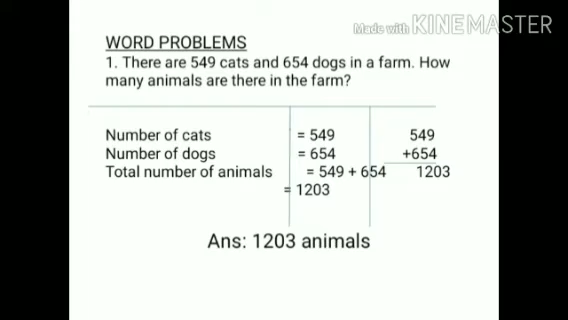 Made with KINEMASTER
WORD PROBLEMS
1. There are 549 cats and 654 dogs in a farm. How
many animals are there in the farm?
Number of cats = 549 549
Number of dogs = 654 +654
Total number of animals = 549 + 654 1203
= 1203
Ans: 1203 animals